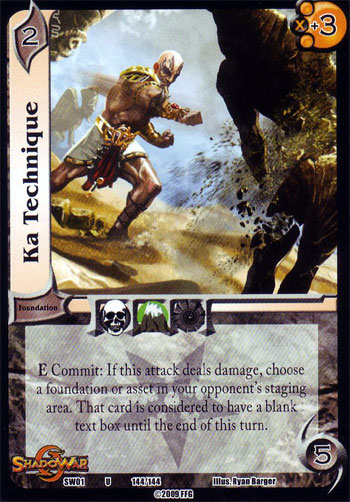 2
X +3
Ka Technique
Foundation
E Commit: If this attack deals damage, choose
a foundation or asset in your opponent's staging
area. That card is considered to have a blank
text box until the end of this turn.
5
SHADOWAR
SW01 U 144/144 Illus. Ryan Barger
©2009 FFG